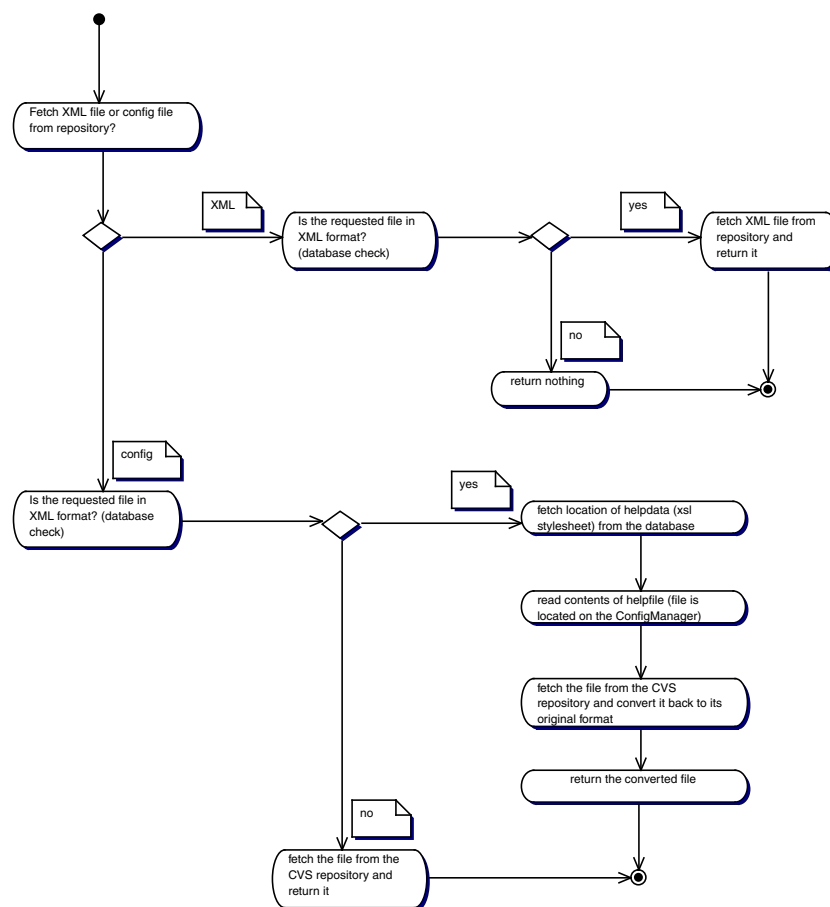 Fetch XML file or config file
from repository?
XML
Is the requested file in
XML format?
(database check)
yes
fetch XML file from
repository and
return it
no
return nothing
config
Is the requested file in
XML format? (database
check)
yes
fetch location of helpdata (xsl
stylesheet) from the database
read contents of helpfile (file is
located on the ConfigManager)
fetch the file from the CVS
repository and convert it back to its
original format
return the converted file
no
fetch the file from the
CVS repository and
return it